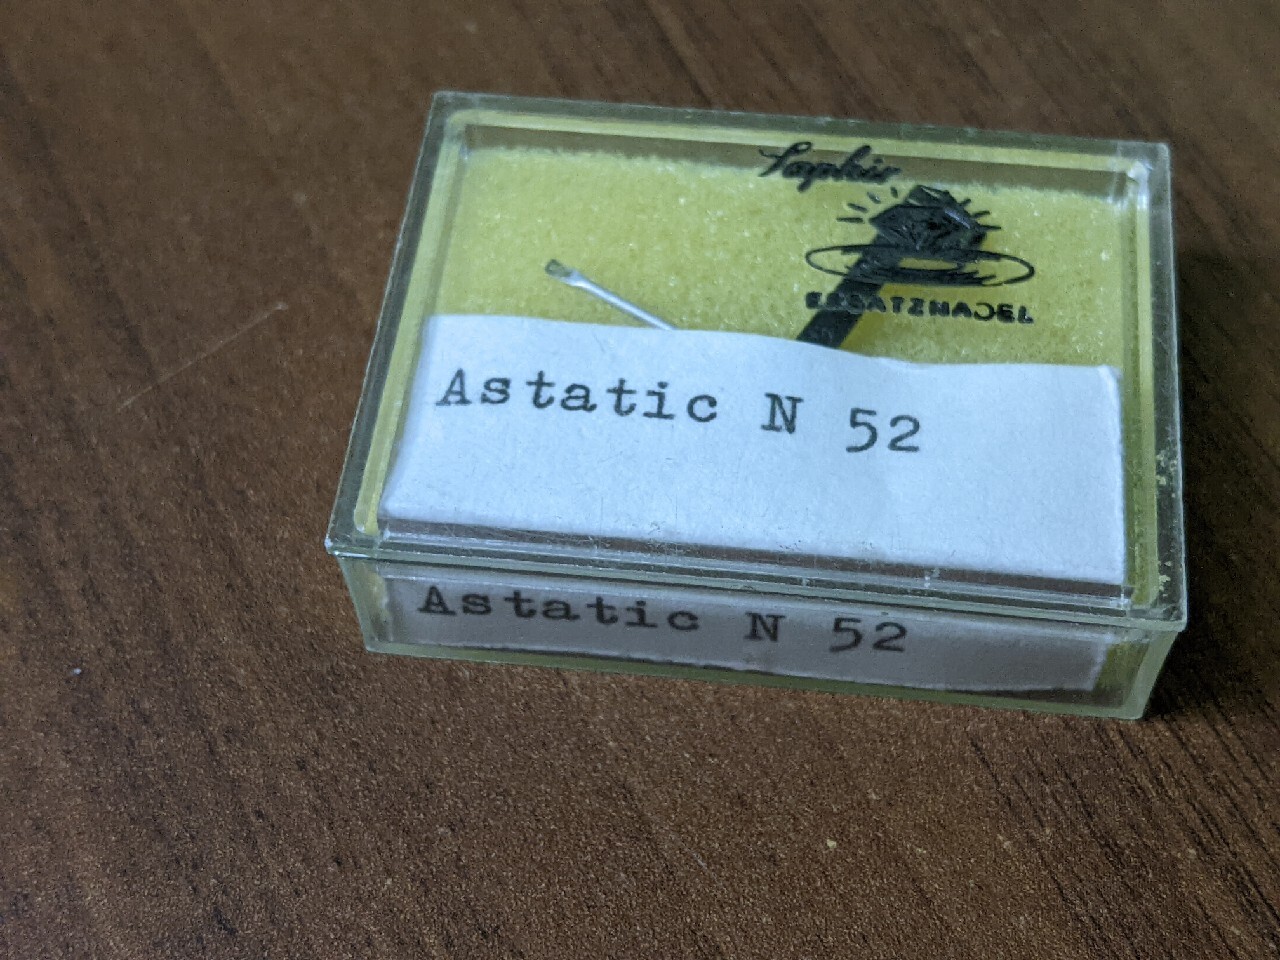 Saphir
ERSATZNADEL
Astatic N 52
Astatic N 52